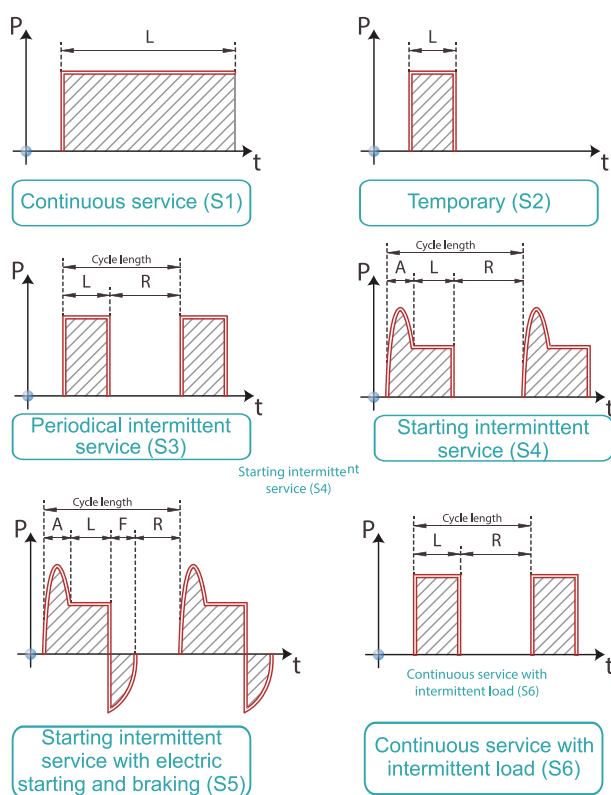 P
L
t
Continuous service (S1)
P
L
t
Temporary (S2)
Cycle length
L
R
P
t
Periodical intermittent
service (S3)
Cycle length
A
L
R
P
t
Starting interminttent
service (S4)
Starting intermittent
service (S4)
Cycle length
A
L
F
R
P
t
Starting intermittent
service with electric
starting and braking (S5)
Cycle length
L
R
P
t
Continuous service with
intermittent load (S6)
Continuous service with
intermittent load (S6)